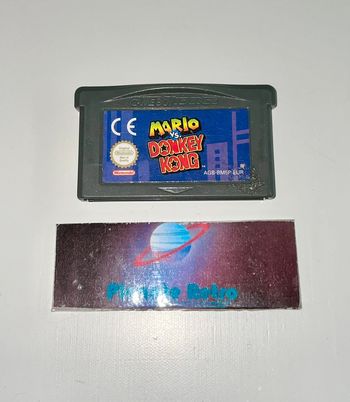 GAME BOY ADVANCE
CE
MARIO
VS.
DONKEY
KONG
Nintendo
AGB-BM5P-EUR
Retro